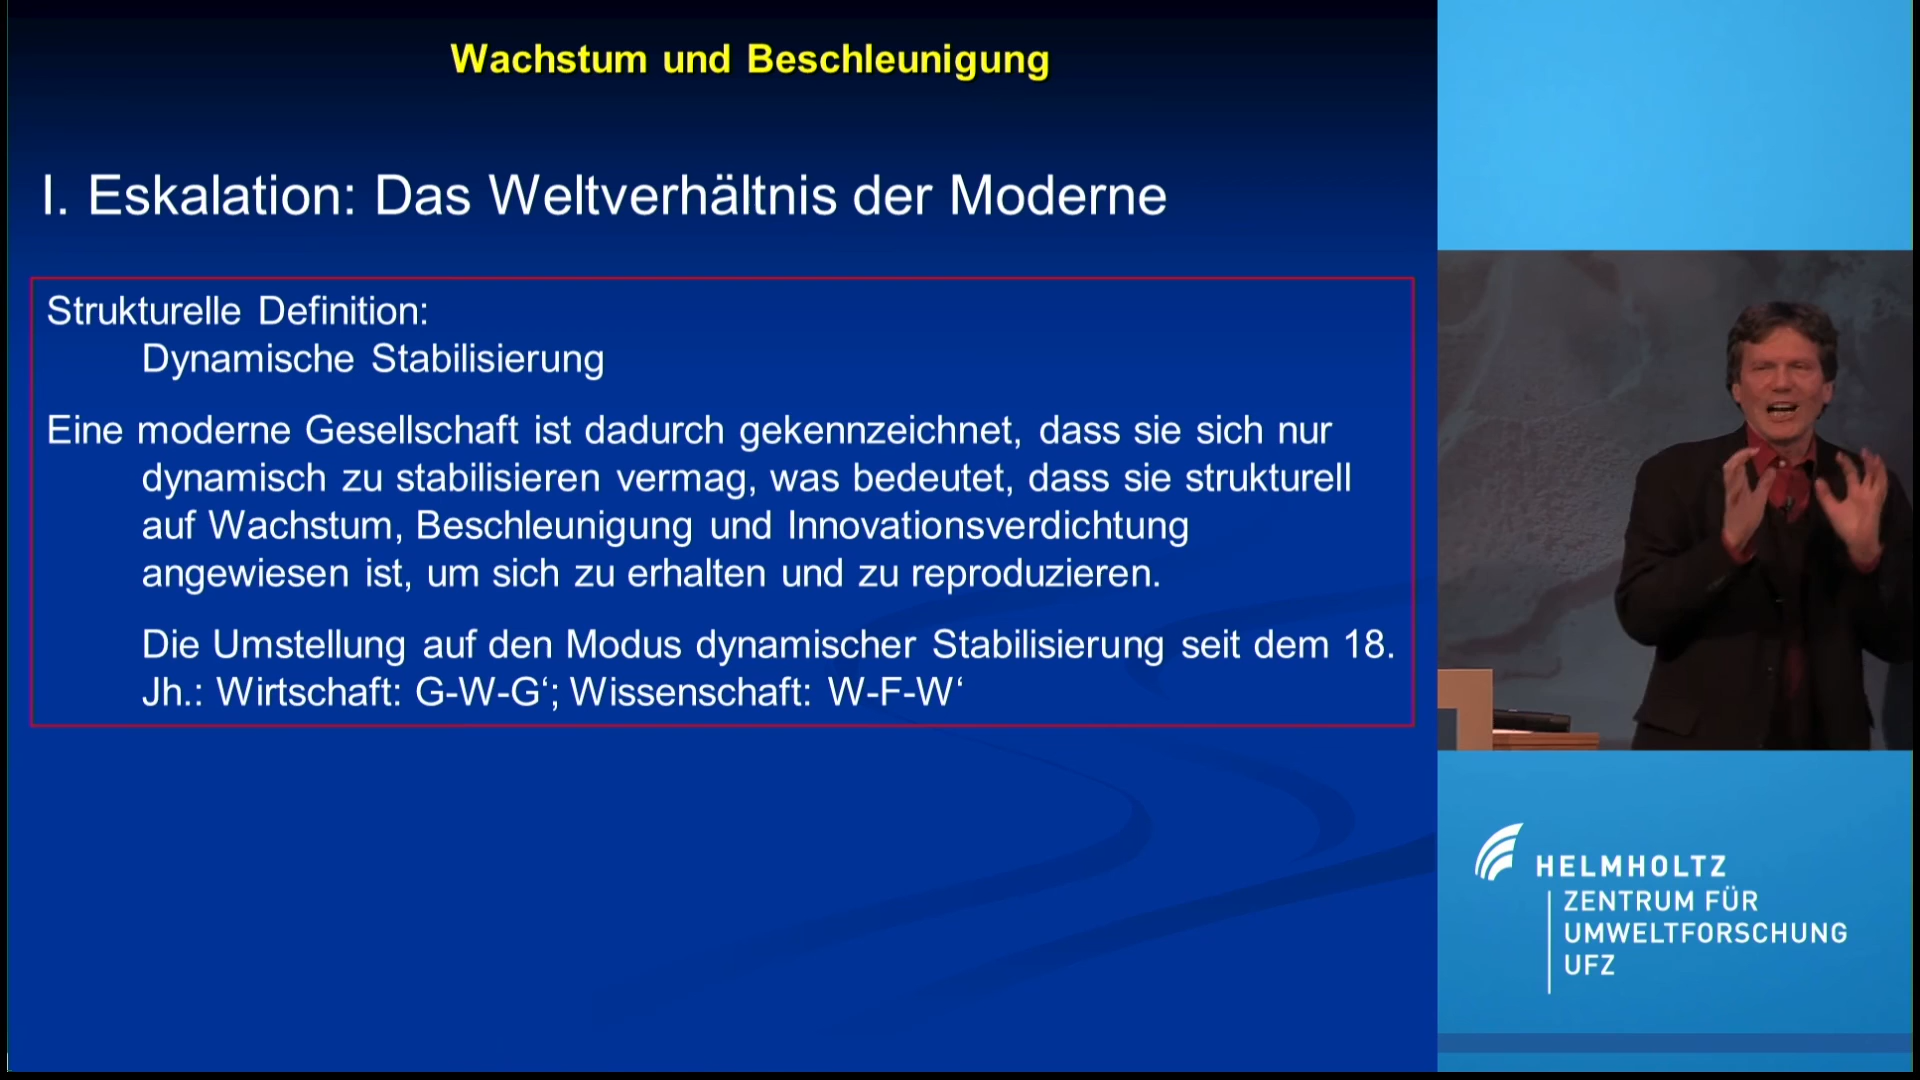 Wachstum und Beschleunigung
I. Eskalation: Das Weltverhältnis der Moderne
Strukturelle Definition:
Dynamische Stabilisierung
Eine moderne Gesellschaft ist dadurch gekennzeichnet, dass sie sich nur
dynamisch zu stabilisieren vermag, was bedeutet, dass sie strukturell
auf Wachstum, Beschleunigung und Innovationsverdichtung
angewiesen ist, um sich zu erhalten und zu reproduzieren.
Die Umstellung auf den Modus dynamischer Stabilisierung seit dem 18.
Jh.: Wirtschaft: G-W-G‘; Wissenschaft: W-F-W‘
HELMHOLTZ
ZENTRUM FÜR
UMWELTFORSCHUNG
UFZ